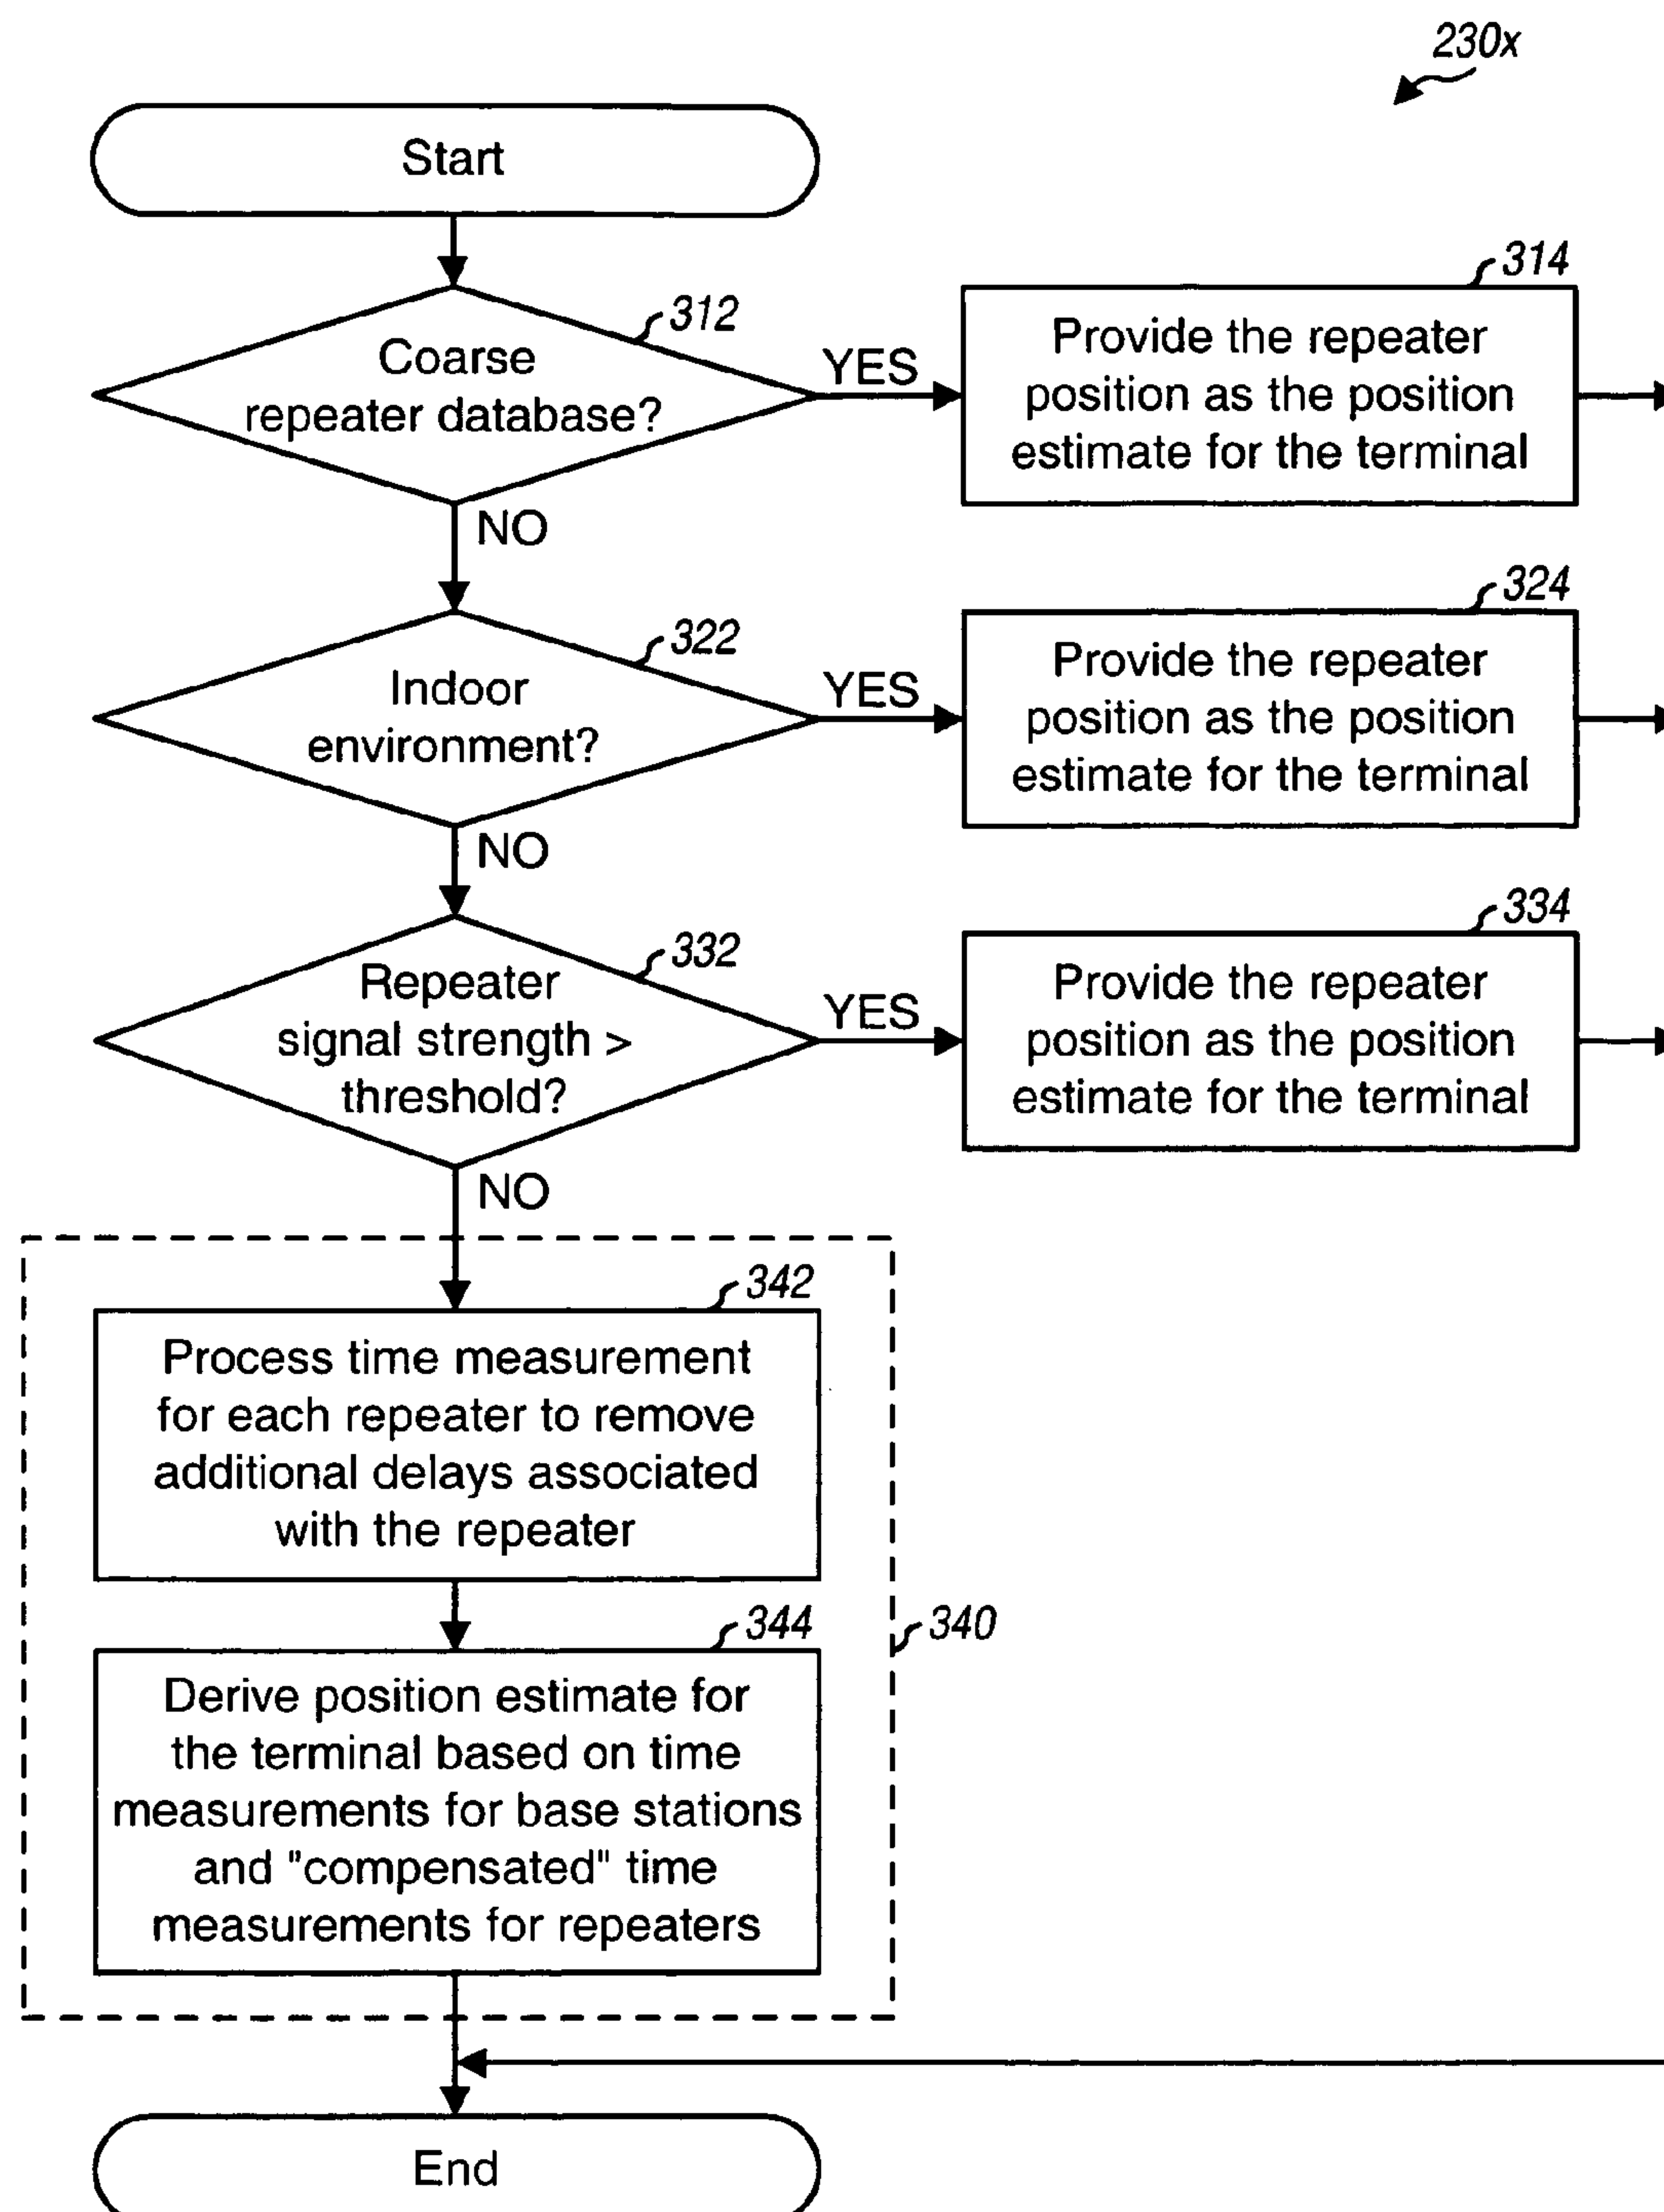 230x
Start
312
Coarse
repeater database?
YES
314
Provide the repeater
position as the position
estimate for the terminal
NO
322
Indoor
environment?
YES
324
Provide the repeater
position as the position
estimate for the terminal
NO
332
Repeater
signal strength >
threshold?
YES
334
Provide the repeater
position as the position
estimate for the terminal
NO
342
Process time measurement
for each repeater to remove
additional delays associated
with the repeater
344
340
Derive position estimate for
the terminal based on time
measurements for base stations
and "compensated" time
measurements for repeaters
End